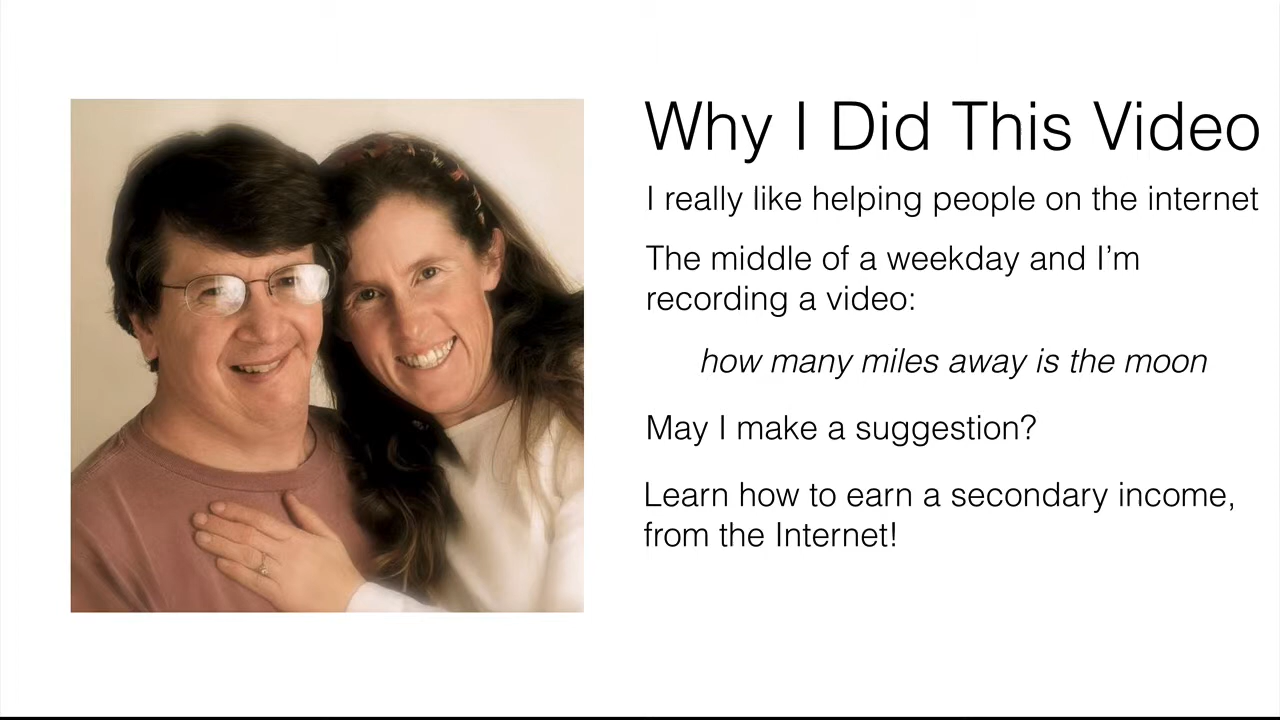 Why I Did This Video
I really like helping people on the internet
The middle of a weekday and I’m
recording a video:
how many miles away is the moon
May I make a suggestion?
Learn how to earn a secondary income,
from the Internet!